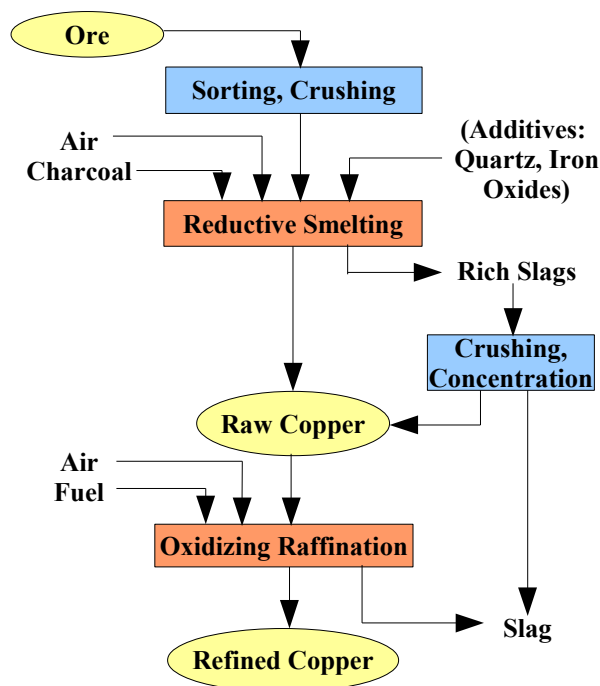 Ore
Sorting, Crushing
Air
Charcoal
(Additives:
Quartz, Iron
Oxides)
Reductive Smelting
Rich Slags
Crushing,
Concentration
Raw Copper
Air
Fuel
Oxidizing Raffination
Slag
Refined Copper